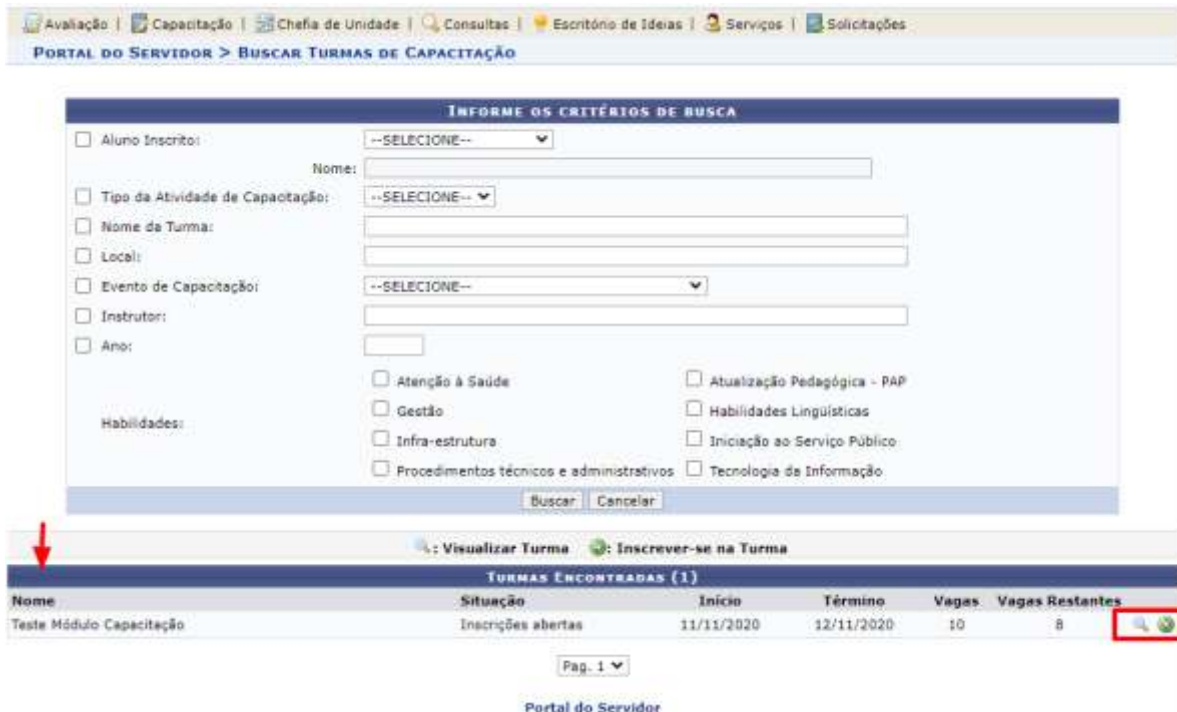 Avaliação | Capacitação | Chefia de Unidade | Consultas | Escritório de Ideias | Serviços | Solicitações
PORTAL DO SERVIDOR > BUSCAR TURMAS DE CAPACITAÇÃO
INFORME OS CRITÉRIOS DE BUSCA
Aluno Inscrito: --SELECIONE--
Nome:
Tipo da Atividade de Capacitação: --SELECIONE--
Nome da Turma:
Local:
Evento de Capacitação: --SELECIONE--
Instrutor:
Ano:
Atenção à Saúde Atualização Pedagógica - PAP
Habilidades:
Gestão Habilidades Linguísticas
Infra-estrutura Iniciação ao Serviço Público
Procedimentos técnicos e administrativos Tecnologia da Informação
Buscar Cancelar
: Visualizar Turma : Inscrever-se na Turma
TURMAS ENCONTRADAS (1)
Nome Situação Início Término Vagas Vagas Restantes
Teste Módulo Capacitação Inscrições abertas 11/11/2020 12/11/2020 10 8
Pag. 1
Portal do Servidor